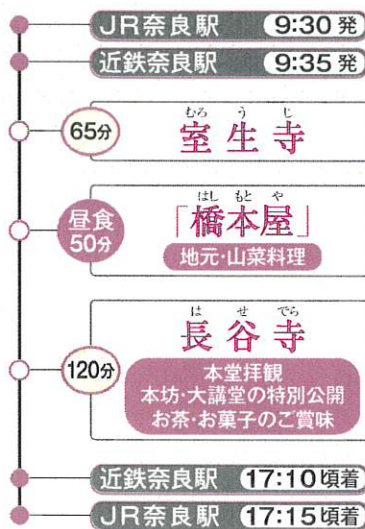 JR奈良駅 9:30発
近鉄奈良駅 9:35発
65分
むろうじ
室生寺
昼食
50分
はしもとや
「橋本屋」
地元・山菜料理
はせでら
長谷寺
120分
本堂拝観
本坊・大講堂の特別公開
お茶・お菓子のご賞味
近鉄奈良駅 17:10頃着
JR奈良駅 17:15頃着